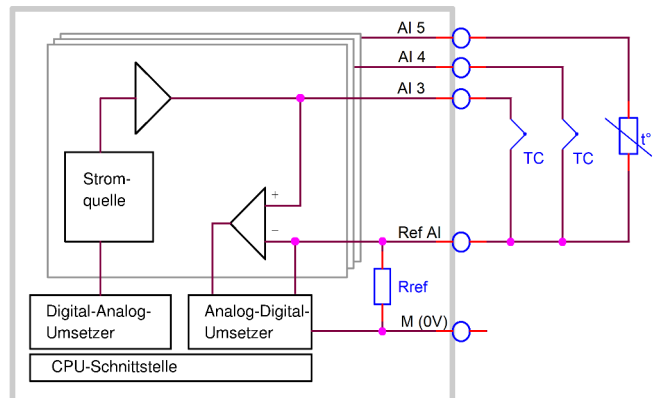 AI 5
AI 4
AI 3
TC
TC
t°
Strom-
quelle
+
−
Ref AI
Rref
M (0V)
Digital-Analog-
Umsetzer
Analog-Digital-
Umsetzer
CPU-Schnittstelle